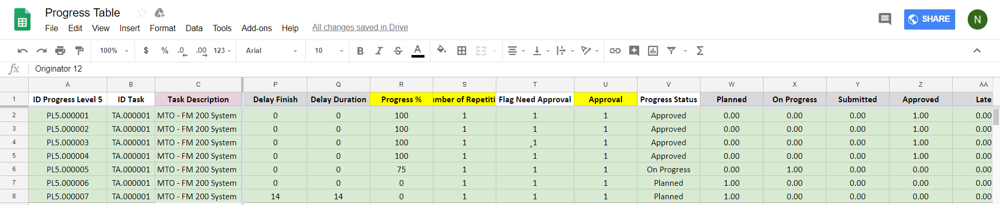 Progress Table
File Edit View Insert Format Data Tools Add-ons Help All changes saved in Drive
SHARE N
100% $ % .0 .00 123 Arial 10 B I S A Σ
fx Originator 12
A B C P Q R S T U V W X Y Z AA
1 ID Progress Level 5 ID Task Task Description Delay Finish Delay Duration Progress % umber of Repetiti Flag Need Approval Approval Progress Status Planned On Progress Submitted Approved Late
2 PL5.000001 TA.000001 MTO - FM 200 System 0 0 100 1 1 1 Approved 0.00 0.00 0.00 1.00 0.00
3 PL5.000002 TA.000001 MTO - FM 200 System 0 0 100 1 1 1 Approved 0.00 0.00 0.00 1.00 0.00
4 PL5.000003 TA.000001 MTO - FM 200 System 0 0 100 1 1 1 Approved 0.00 0.00 0.00 1.00 0.00
5 PL5.000004 TA.000001 MTO - FM 200 System 0 0 100 1 1 1 Approved 0.00 0.00 0.00 1.00 0.00
6 PL5.000005 TA.000001 MTO - FM 200 System 0 0 75 1 1 1 On Progress 0.00 1.00 0.00 0.00 0.00
7 PL5.000006 TA.000001 MTO - FM 200 System 0 0 0 1 1 1 Planned 1.00 0.00 0.00 0.00 0.00
8 PL5.000007 TA.000001 MTO - FM 200 System 14 14 0 1 1 1 Planned 1.00 0.00 0.00 0.00 0.00